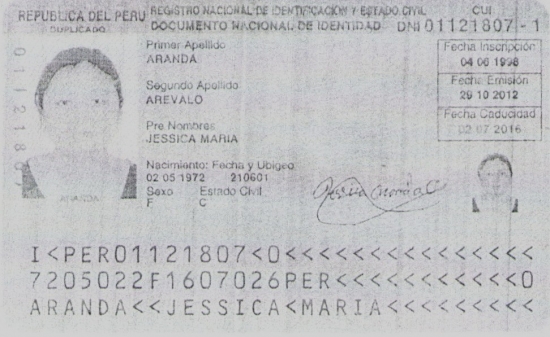 REPUBLICA DEL PERU
DUPLICADO
REGISTRO NACIONAL DE IDENTIFICACION Y ESTADO CIVIL
DOCUMENTO NACIONAL DE IDENTIDAD
CUI
DNI 01121807 - 1
Primer Apellido
ARANDA
Segundo Apellido
AREVALO
Pre Nombres
JESSICA MARIA
Nacimiento: Fecha y Ubigeo
02 05 1972 210601
Sexo Estado Civil
F C
Fecha Inscripción
04 06 1998
Fecha Emisión
29 10 2012
Fecha Caducidad
02 07 2016
01121807
ARANDA
I<PER01121807<0<<<<<<<<<<<<<<<
7205022F1607026PER<<<<<<<<<<<0
ARANDA<<JESSICA<MARIA<<<<<<<<<